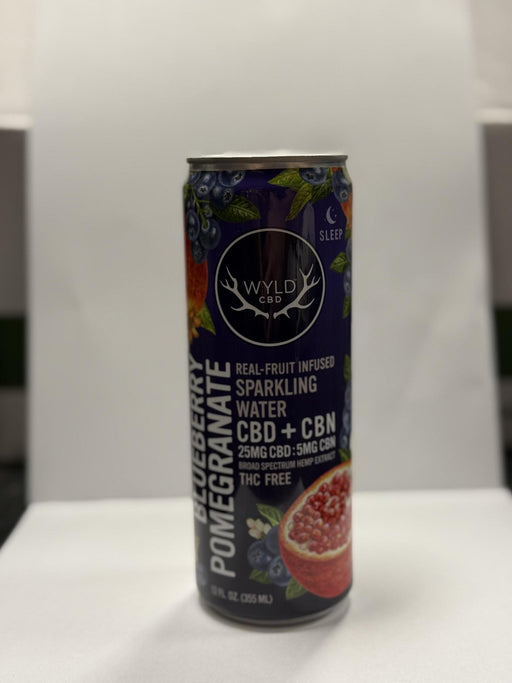 SLEEP
WYLD
CBD
BLUEBERRY
POMEGRANATE
REAL-FRUIT INFUSED
SPARKLING
WATER
CBD + CBN
25MG CBD:5MG CBN
BROAD SPECTRUM HEMP EXTRACT
THC FREE
12 FL. OZ. (355 ML)